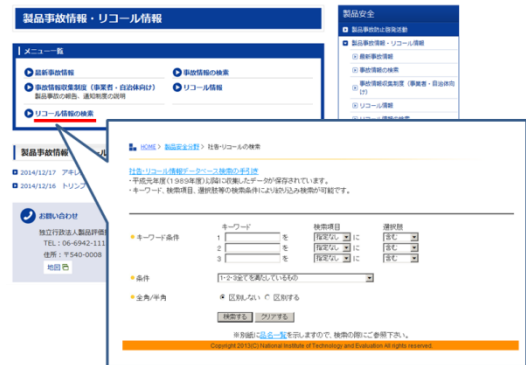 製品事故情報・リコール情報
メニュー一覧
最新事故情報
事故情報の検索
事故情報収集制度（事業者・自治体向け）
製品事故の報告、通知制度の説明
リコール情報
リコール情報の検索
製品事故情報
2014/12/17 アキレ
2014/12/16 トリンプ
お問い合わせ
独立行政法人製品評価
TEL：06-6942-111
住所：〒540-0008
地図
製品安全
製品事故防止啓発活動
製品事故情報・リコール情報
最新事故情報
事故情報の検索
事故情報収集制度（事業者・自治体向け）
リコール情報
リコール情報の検索
HOME > 製品安全分野 > 社告・リコールの検索
社告・リコール情報データベース検索の手引き
・平成元年度（1989年度）以降に収集したデータが保存されています。
・キーワード、検索項目、選択肢等の検索条件により絞り込み検索が可能です。
キーワード 検索項目 選択肢
キーワード条件 1 を 指定なし に 含む
2 を 指定なし に 含む
3 を 指定なし に 含む
条件 1・2・3全てを満たしているもの
全角/半角 区別しない 区別する
検索する クリアする
※別紙に品名一覧を示しますので、検索の際にご参照下さい。
Copyright 2013(C) National Institute of Technology and Evaluation All rights reserved.